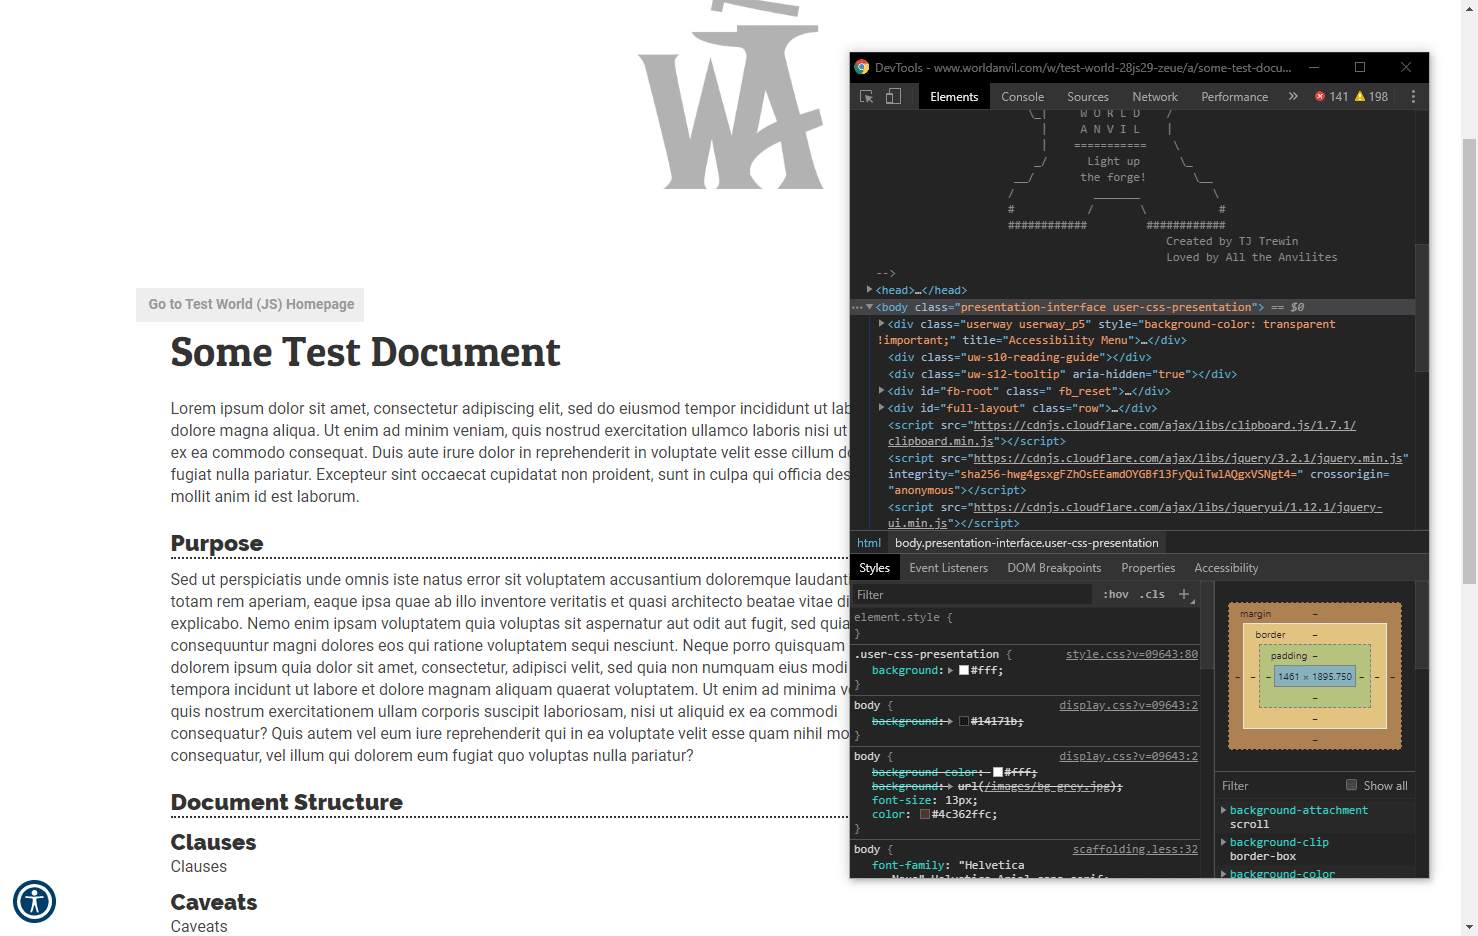 Go to Test World (JS) Homepage
Some Test Document
Lorem ipsum dolor sit amet, consectetur adipiscing elit, sed do eiusmod tempor incididunt ut lab
dolore magna aliqua. Ut enim ad minim veniam, quis nostrud exercitation ullamco laboris nisi ut
ex ea commodo consequat. Duis aute irure dolor in reprehenderit in voluptate velit esse cillum do
fugiat nulla pariatur. Excepteur sint occaecat cupidatat non proident, sunt in culpa qui officia des
mollit anim id est laborum.
Purpose
Sed ut perspiciatis unde omnis iste natus error sit voluptatem accusantium doloremque laudanti
totam rem aperiam, eaque ipsa quae ab illo inventore veritatis et quasi architecto beatae vitae di
explicabo. Nemo enim ipsam voluptatem quia voluptas sit aspernatur aut odit aut fugit, sed quia
consequuntur magni dolores eos qui ratione voluptatem sequi nesciunt. Neque porro quisquam
dolorem ipsum quia dolor sit amet, consectetur, adipisci velit, sed quia non numquam eius modi
tempora incidunt ut labore et dolore magnam aliquam quaerat voluptatem. Ut enim ad minima v
quis nostrum exercitationem ullam corporis suscipit laboriosam, nisi ut aliquid ex ea commodi
consequatur? Quis autem vel eum iure reprehenderit qui in ea voluptate velit esse quam nihil mo
consequatur, vel illum qui dolorem eum fugiat quo voluptas nulla pariatur?
Document Structure
Clauses
Clauses
Caveats
Caveats
DevTools - www.worldanvil.com/w/test-world-28js29-zeue/a/some-test-docu...
Elements Console Sources Network Performance » 141 198
\_| W O R L D /
| A N V I L |
| =========== \
_/ Light up \_
__/ the forge! \__
/ _______ \
# / \ #
############ ############
Created by TJ Trewin
Loved by All the Anvilites
-->
<head>…</head>
<body class="presentation-interface user-css-presentation"> == $0
<div class="userway userway_p5" style="background-color: transparent
!important;" title="Accessibility Menu">…</div>
<div class="uw-s10-reading-guide"></div>
<div class="uw-s12-tooltip" aria-hidden="true"></div>
<div id="fb-root" class=" fb_reset">…</div>
<div id="full-layout" class="row">…</div>
<script src="https://cdnjs.cloudflare.com/ajax/libs/clipboard.js/1.7.1/
clipboard.min.js"></script>
<script src="https://cdnjs.cloudflare.com/ajax/libs/jquery/3.2.1/jquery.min.js"
integrity="sha256-hwg4gsxgFZhOsEEamdOYGBf13FyQuiTwlAQgxVSNgt4=" crossorigin=
"anonymous"></script>
<script src="https://cdnjs.cloudflare.com/ajax/libs/jqueryui/1.12.1/jquery-
ui.min.js"></script>
html body.presentation-interface.user-css-presentation
Styles Event Listeners DOM Breakpoints Properties Accessibility
Filter :hov .cls +
element.style {
}
.user-css-presentation { style.css?v=09643:80
background: #fff;
}
body { display.css?v=09643:2
background: #14171b;
}
body { display.css?v=09643:2
background-color: #fff;
background: url(/images/bg_grey.jpg);
font-size: 13px;
color: #4c362ffc;
}
body { scaffolding.less:32
font-family: "Helvetica
Neue",Helvetica,Arial,sans-serif;
margin –
border –
padding –
– – – 1461 × 1895.750 – – –
–
–
–
Filter Show all
background-attachment
scroll
background-clip
border-box
background-color